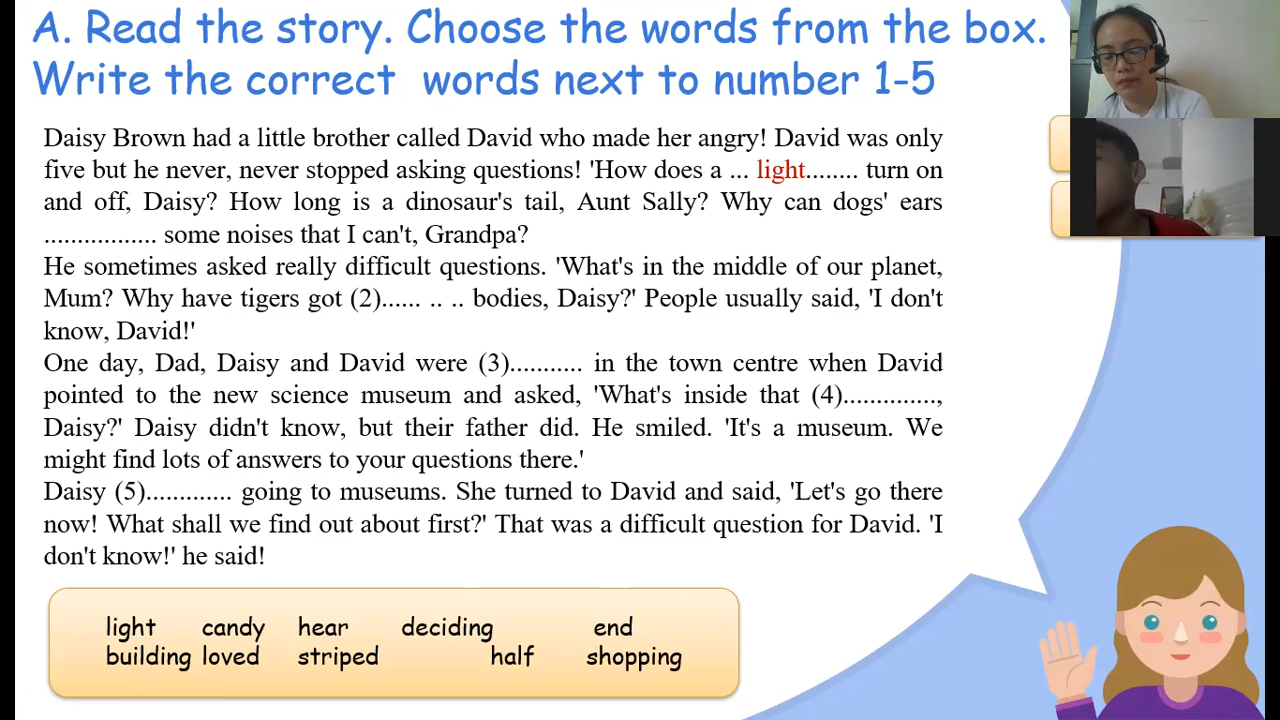 A. Read the story. Choose the words from the box.
Write the correct words next to number 1-5
Daisy Brown had a little brother called David who made her angry! David was only
five but he never, never stopped asking questions! 'How does a ... light........ turn on
and off, Daisy? How long is a dinosaur's tail, Aunt Sally? Why can dogs' ears
................. some noises that I can't, Grandpa?
He sometimes asked really difficult questions. 'What's in the middle of our planet,
Mum? Why have tigers got (2)...... .. .. bodies, Daisy?' People usually said, 'I don't
know, David!'
One day, Dad, Daisy and David were (3)........... in the town centre when David
pointed to the new science museum and asked, 'What's inside that (4)..............,
Daisy?' Daisy didn't know, but their father did. He smiled. 'It's a museum. We
might find lots of answers to your questions there.'
Daisy (5)............. going to museums. She turned to David and said, 'Let's go there
now! What shall we find out about first?' That was a difficult question for David. 'I
don't know!' he said!
light candy hear deciding end
building loved striped half shopping